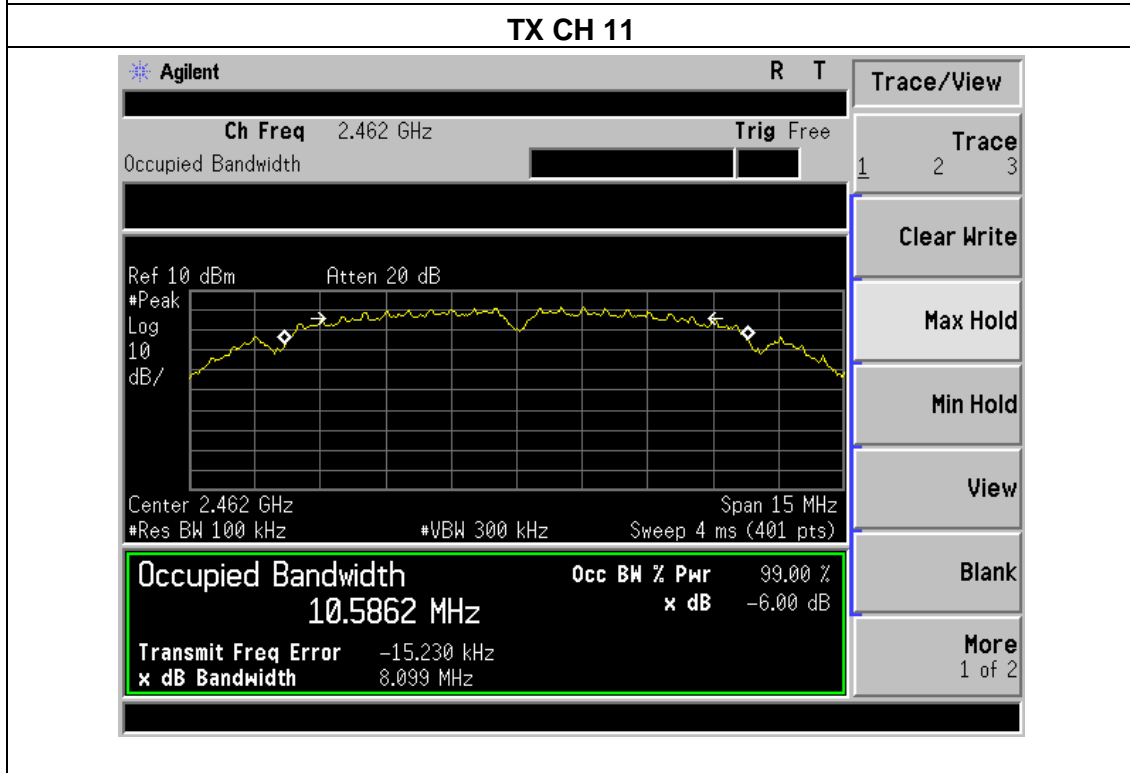 TX CH 11
Agilent R T
Ch Freq 2.462 GHz Trig Free
Occupied Bandwidth
Ref 10 dBm Atten 20 dB
#Peak
Log
10
dB/
Center 2.462 GHz Span 15 MHz
#Res BW 100 kHz #VBW 300 kHz Sweep 4 ms (401 pts)
Occupied Bandwidth Occ BW % Pwr 99.00 %
10.5862 MHz x dB -6.00 dB
Transmit Freq Error -15.230 kHz
x dB Bandwidth 8.099 MHz
Trace/View
Trace
1 2 3
Clear Write
Max Hold
Min Hold
View
Blank
More
1 of 2